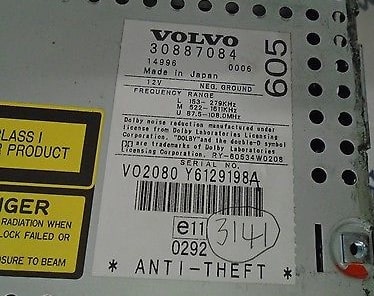 VOLVO
30887084
14996 0006
Made in Japan
605
12V NEG. GROUND
FREQUENCY RANGE
L 153-279KHz
M 522-1611KHz
U 87.5-108.0MHz
Dolby noise reduction manufactured under
license from Dolby Laboratories Licensing
Corporation. "DOLBY" and the double-D symbol
are trademarks of Dolby Laboratories
Licensing Corporation. RY-60534W0208
SERIAL NO.
VO2080 Y6129198A
e11
0292
3141
* ANTI-THEFT *
CLASS I
PRODUCT
NGER
RADIATION WHEN
LOCK FAILED OR
SURE TO BEAM